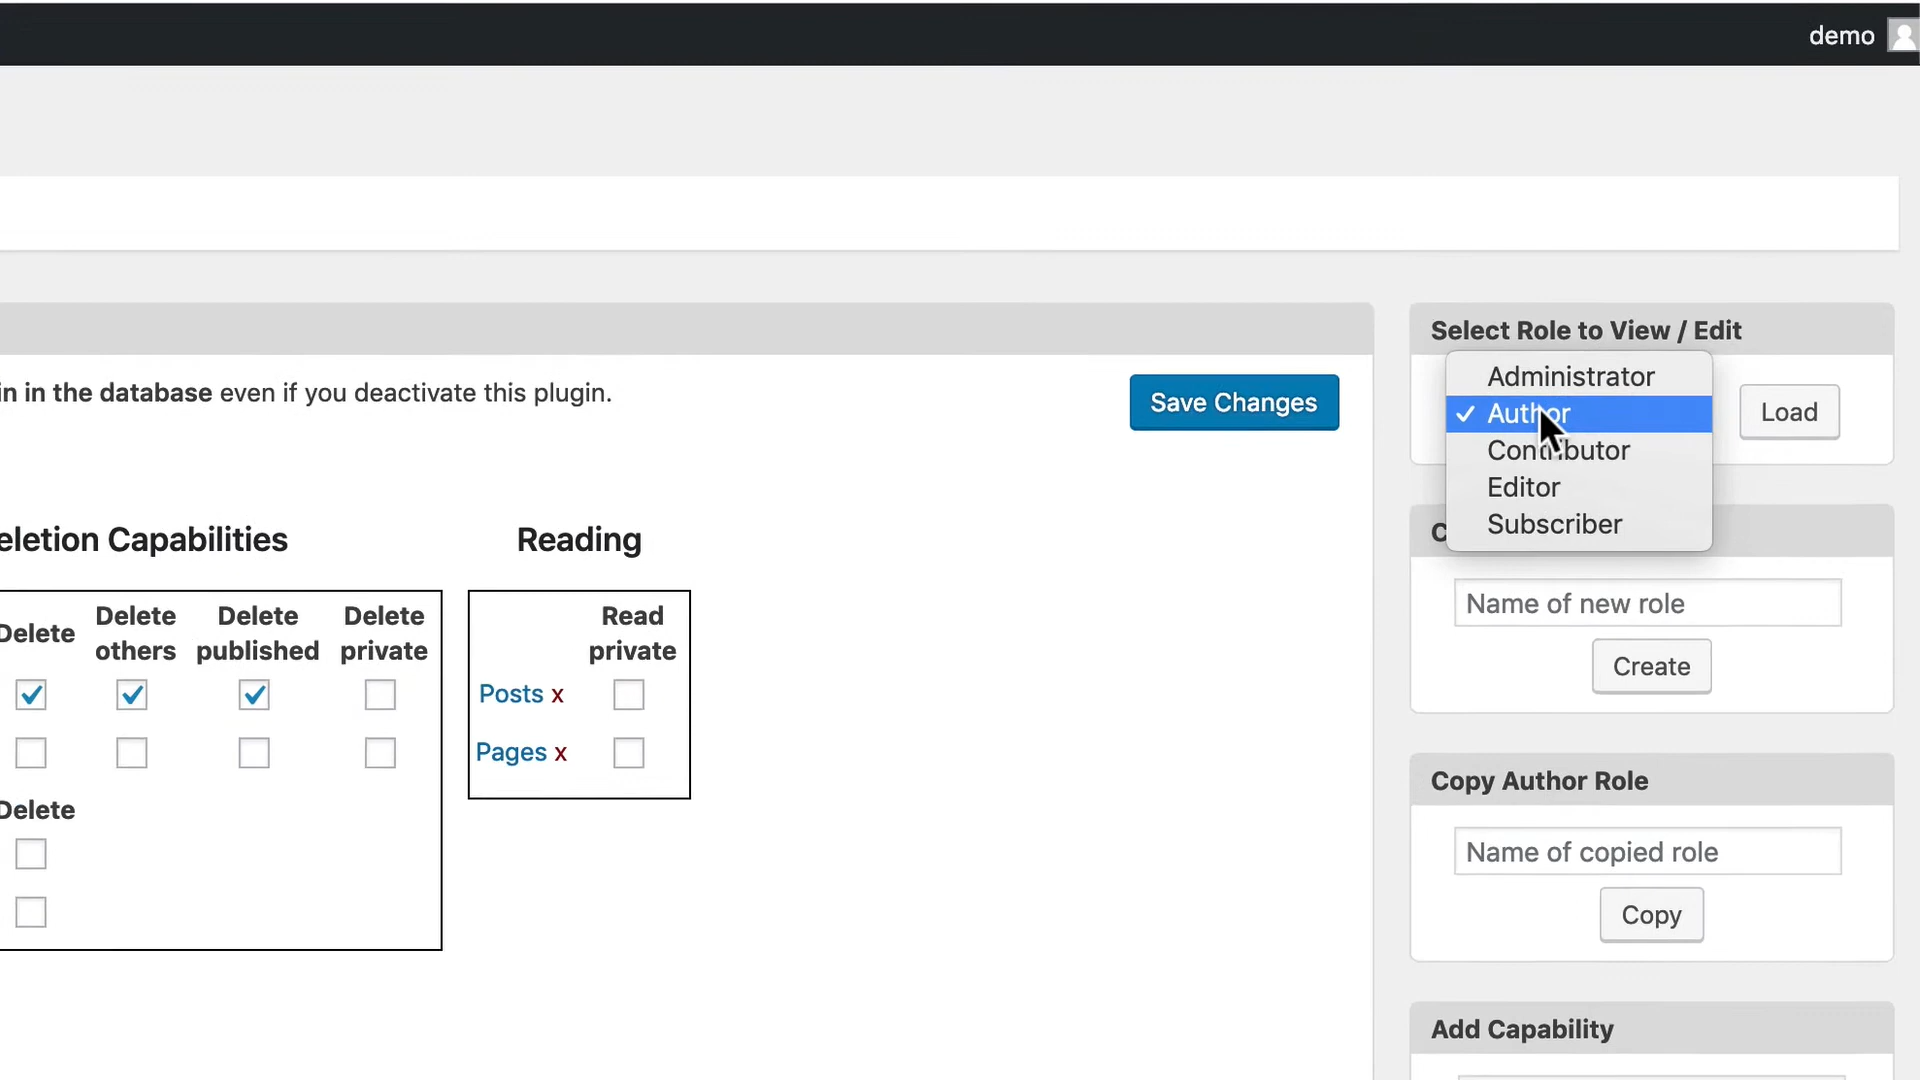 demo
Select Role to View / Edit
Administrator
✓ Author
Contributor
Editor
Subscriber
Load
in in the database even if you deactivate this plugin.
Save Changes
eletion Capabilities
Reading
Delete
Delete others
Delete published
Delete private
Read private
Posts x
Pages x
Delete
C
Name of new role
Create
Copy Author Role
Name of copied role
Copy
Add Capability